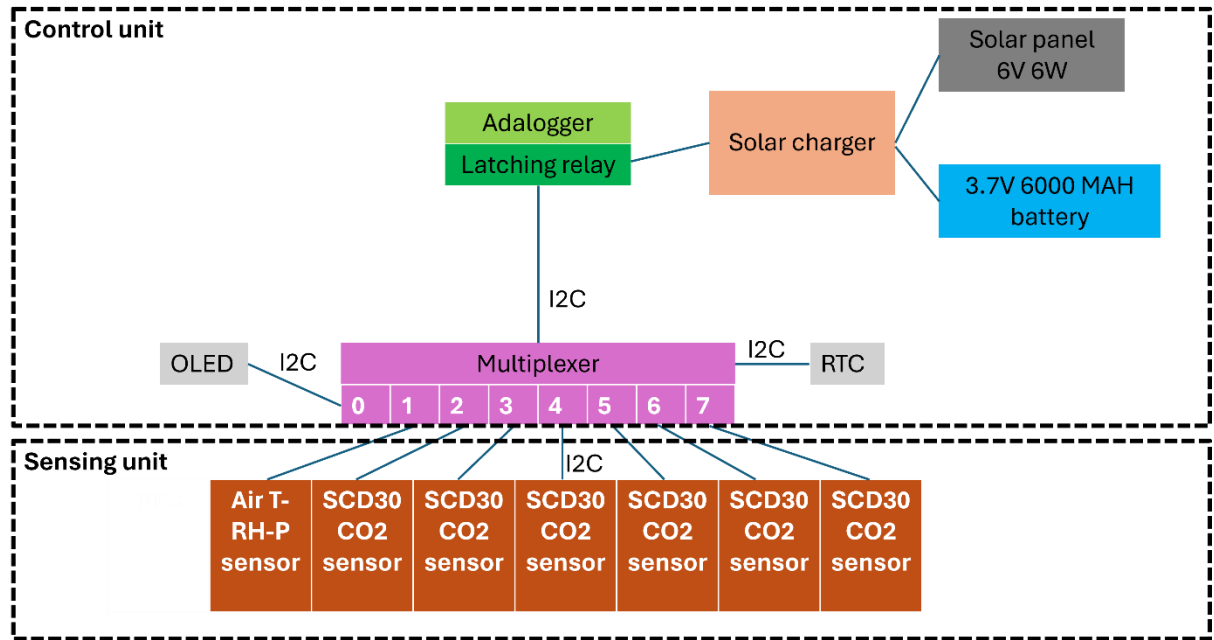 Control unit
Solar panel
6V 6W
Adalogger
Latching relay
Solar charger
3.7V 6000 MAH
battery
I2C
OLED
I2C
Multiplexer
I2C
RTC
0 1 2 3 4 5 6 7
Sensing unit
I2C
Air T-
RH-P
sensor
SCD30
CO2
sensor
SCD30
CO2
sensor
SCD30
CO2
sensor
SCD30
CO2
sensor
SCD30
CO2
sensor
SCD30
CO2
sensor